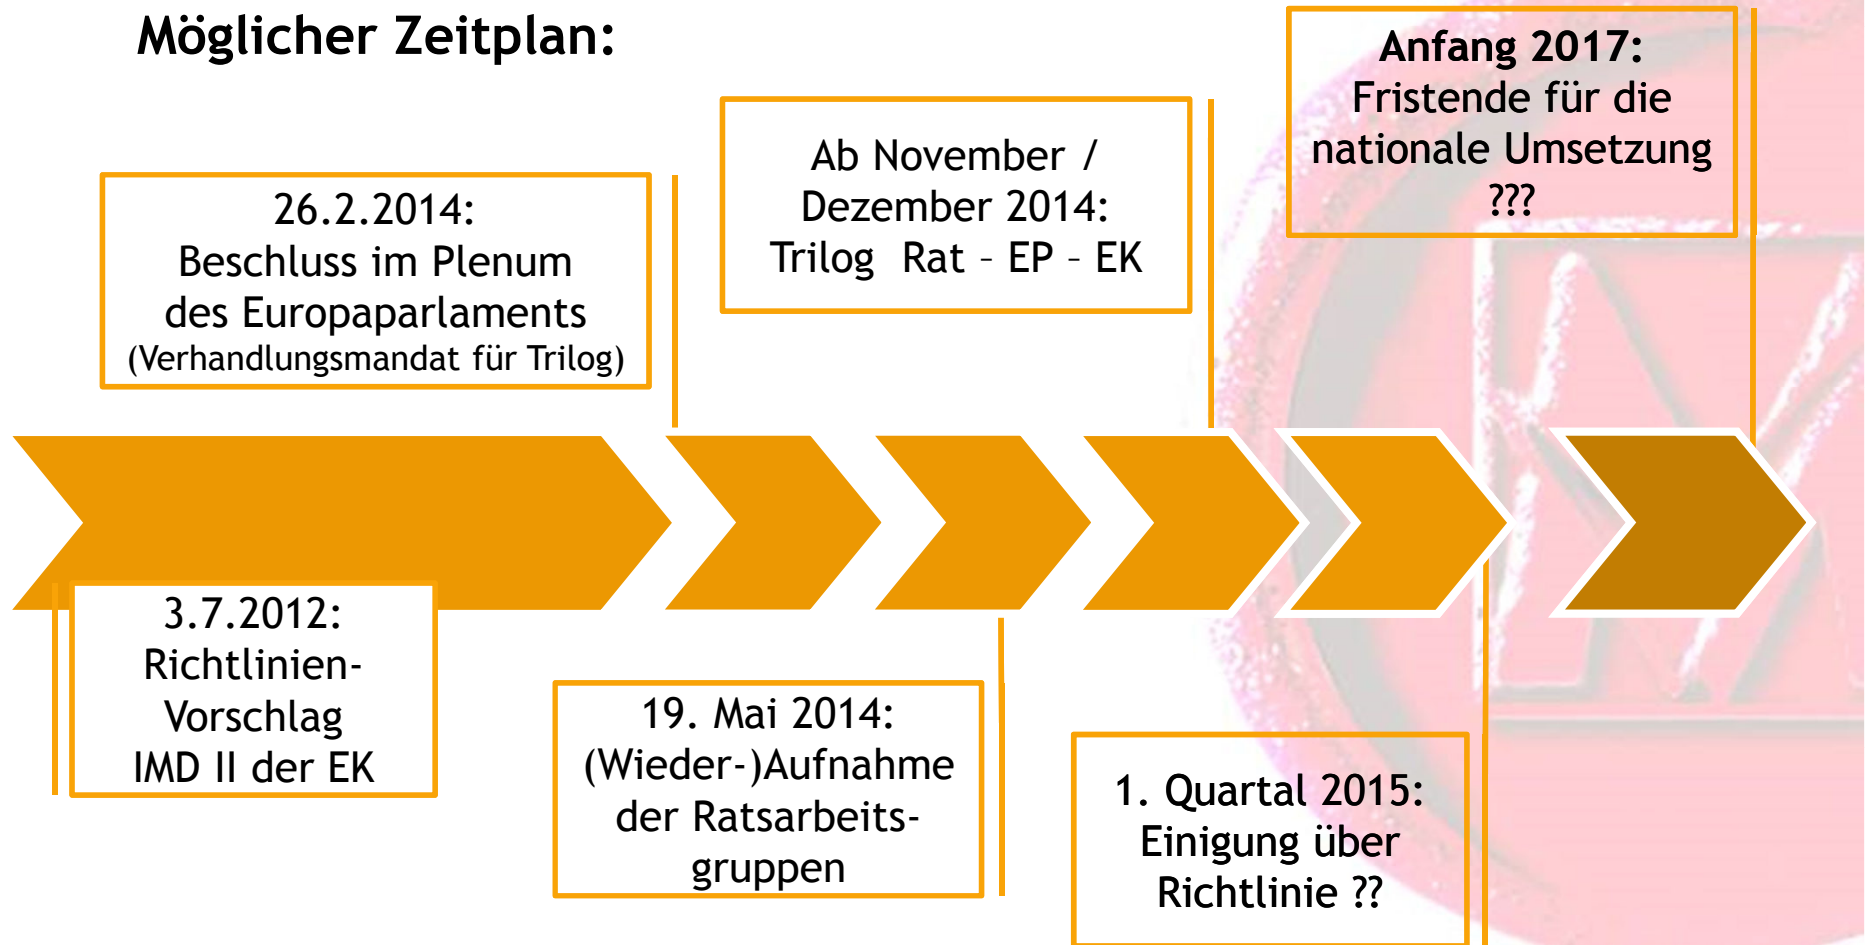 Möglicher Zeitplan:
26.2.2014:
Beschluss im Plenum
des Europaparlaments
(Verhandlungsmandat für Trilog)
Ab November /
Dezember 2014:
Trilog Rat – EP – EK
Anfang 2017:
Fristende für die
nationale Umsetzung
???
3.7.2012:
Richtlinien-
Vorschlag
IMD II der EK
19. Mai 2014:
(Wieder-)Aufnahme
der Ratsarbeits-
gruppen
1. Quartal 2015:
Einigung über
Richtlinie ??